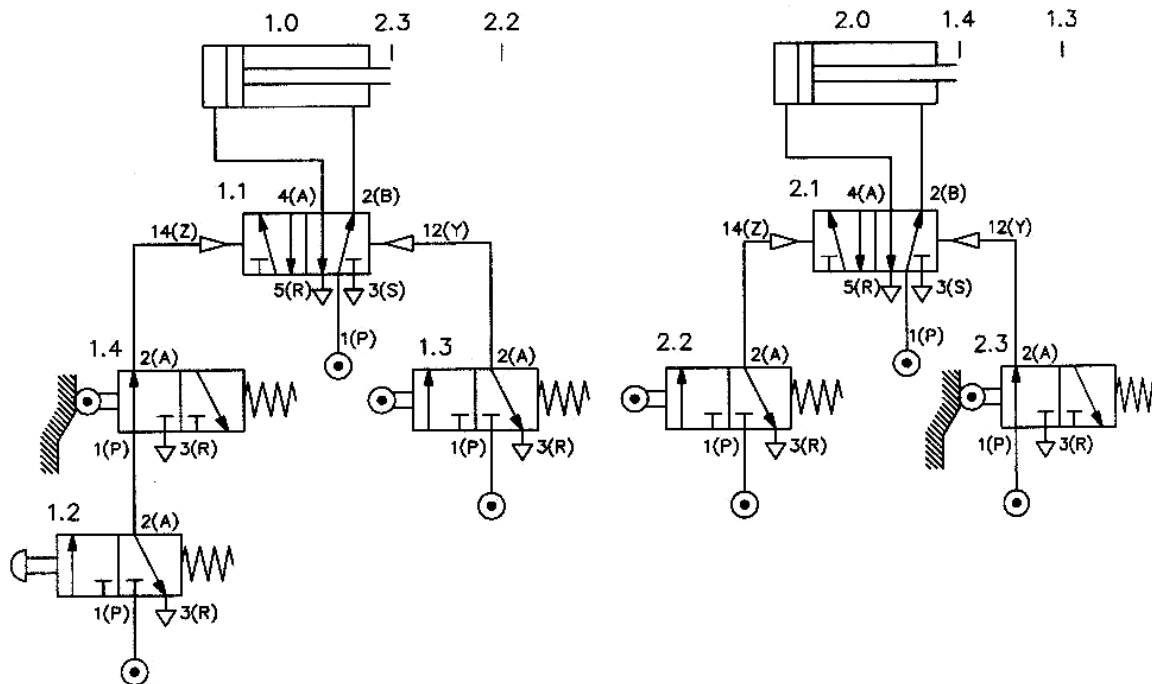 1.0 2.3 2.2 2.0 1.4 1.3
1.1 4(A) 2(B) 2.1 4(A) 2(B)
14(Z) 12(Y) 14(Z) 12(Y)
5(R) 3(S) 5(R) 3(S)
1(P) 1(P)
1.4 2(A) 1.3 2(A) 2.2 2(A) 2.3 2(A)
1(P) 3(R) 1(P) 3(R) 1(P) 3(R) 1(P) 3(R)
1.2 2(A)
1(P) 3(R)